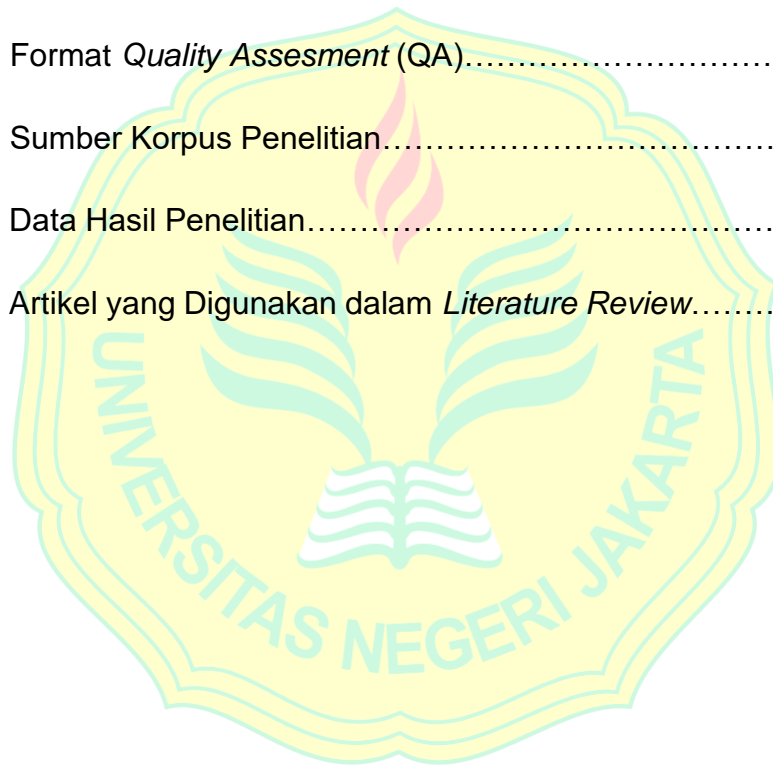 Format Quality Assesment (QA)…………………………
Sumber Korpus Penelitian…………………………………
Data Hasil Penelitian…………………………………………
Artikel yang Digunakan dalam Literature Review………
UNIVERSITAS NEGERI JAKARTA